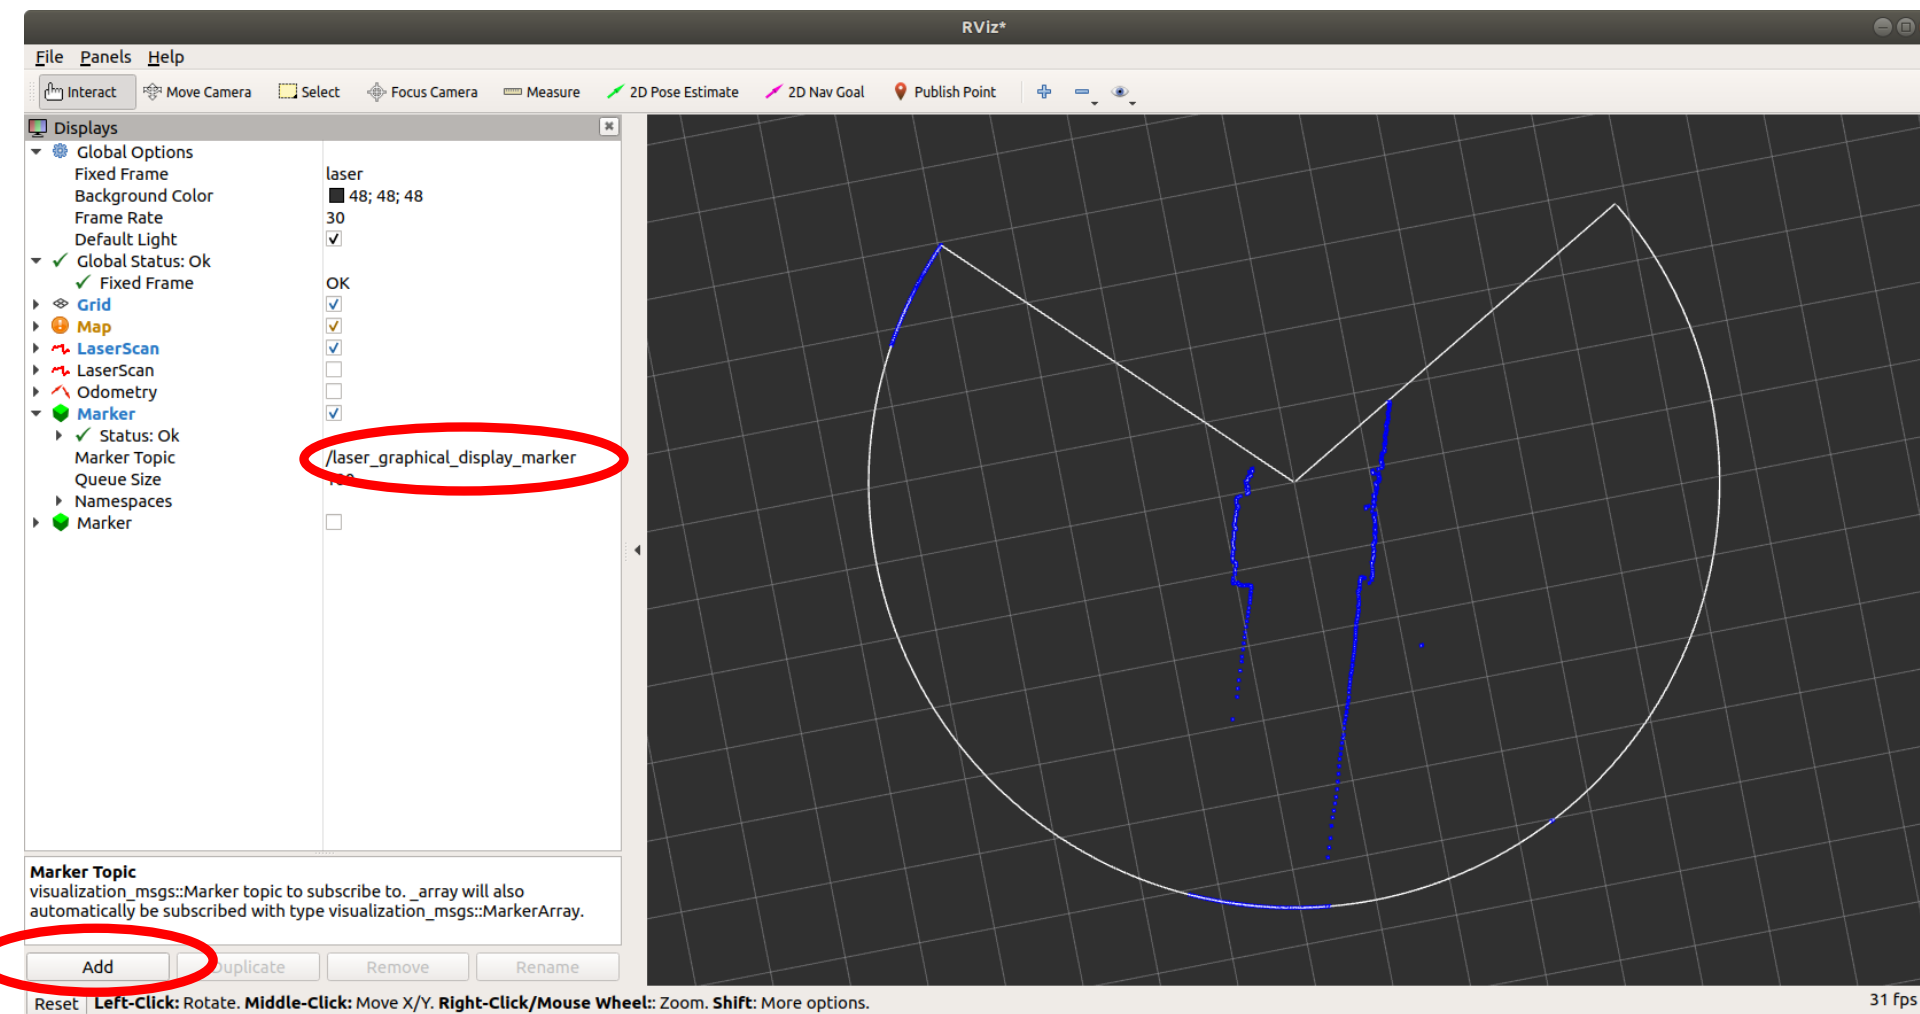 RViz*
File Panels Help
Interact Move Camera Select Focus Camera Measure 2D Pose Estimate 2D Nav Goal Publish Point
Displays
Global Options
Fixed Frame laser
Background Color 48; 48; 48
Frame Rate 30
Default Light
Global Status: Ok
Fixed Frame OK
Grid
Map
LaserScan
LaserScan
Odometry
Marker
Status: Ok
Marker Topic /laser_graphical_display_marker
Queue Size
Namespaces
Marker
Marker Topic
visualization_msgs::Marker topic to subscribe to. _array will also
automatically be subscribed with type visualization_msgs::MarkerArray.
Add Duplicate Remove Rename
Reset Left-Click: Rotate. Middle-Click: Move X/Y. Right-Click/Mouse Wheel:: Zoom. Shift: More options. 31 fps